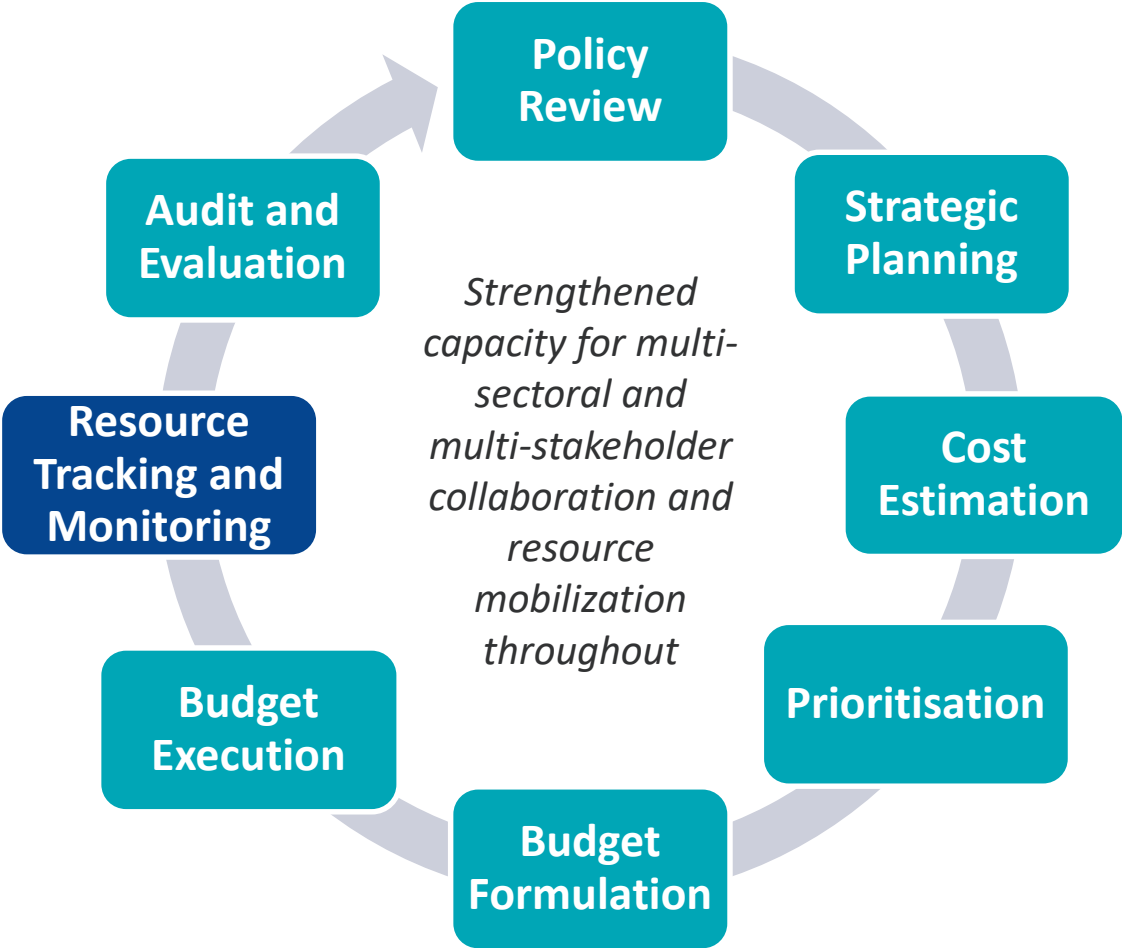 Policy
Review
Strategic
Planning
Cost
Estimation
Prioritisation
Budget
Formulation
Budget
Execution
Resource
Tracking and
Monitoring
Audit and
Evaluation
Strengthened
capacity for multi-
sectoral and
multi-stakeholder
collaboration and
resource
mobilization
throughout